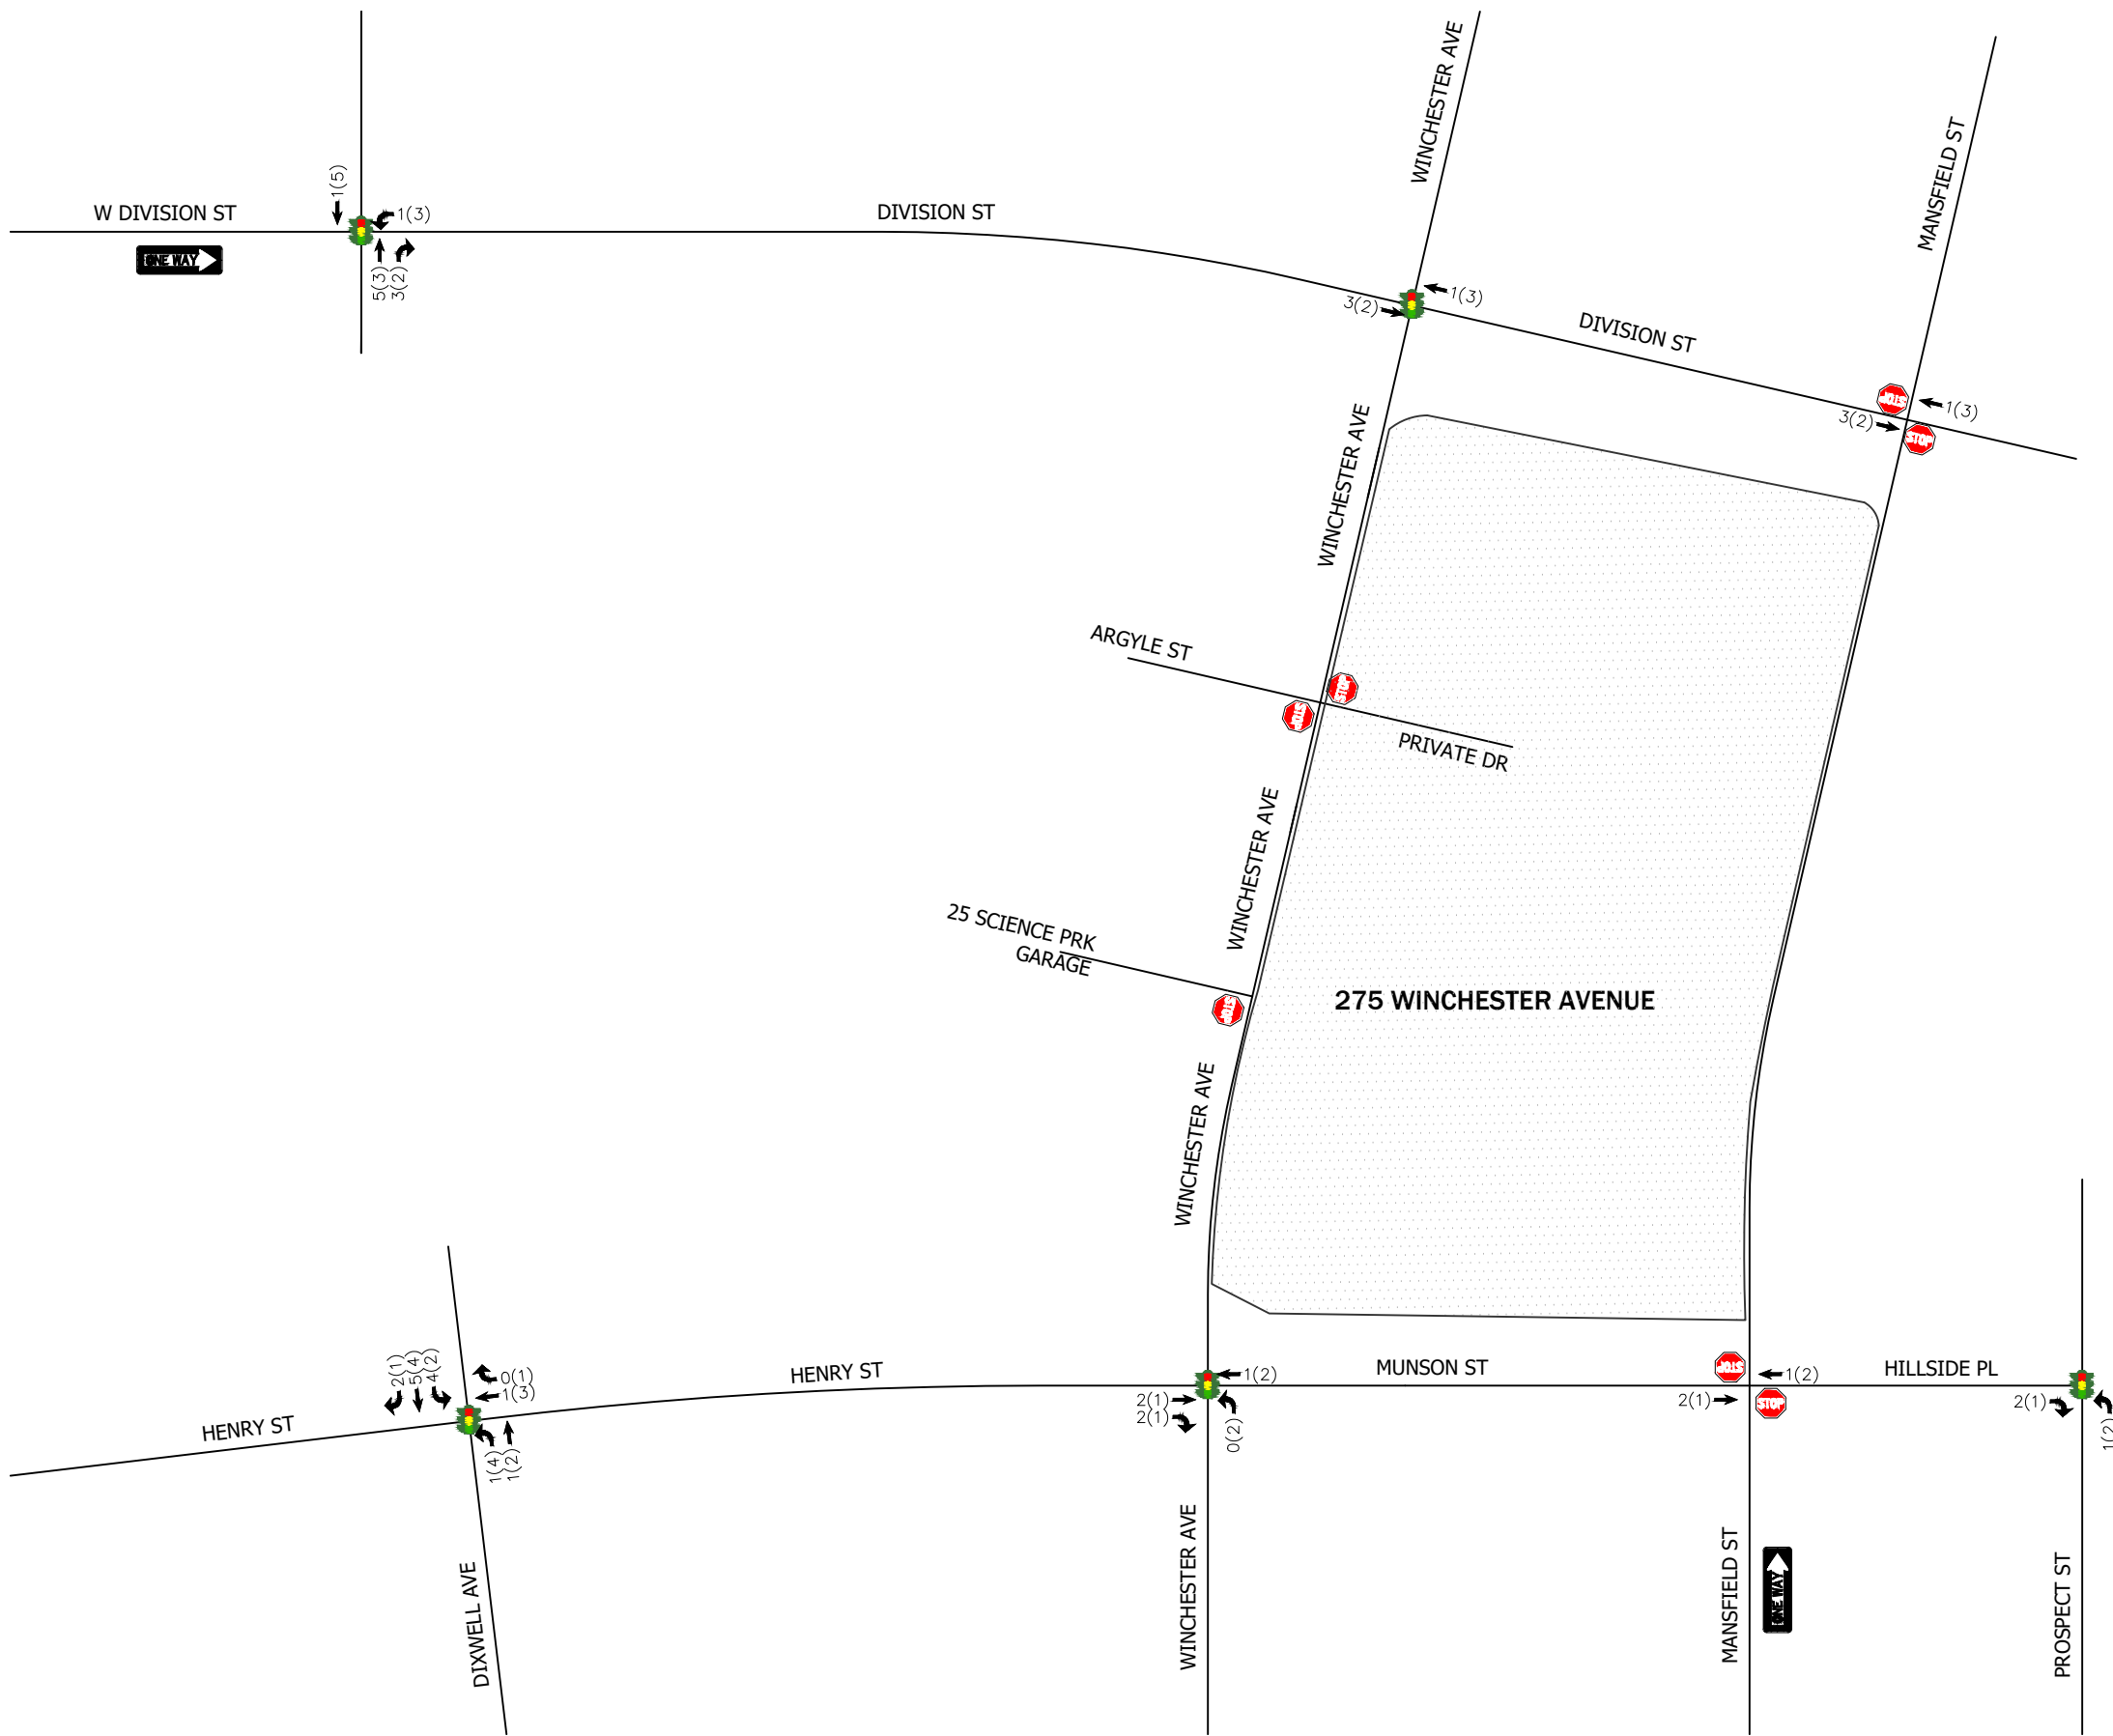 WINCHESTER AVE
MANSFIELD ST
1(5)
W DIVISION ST
1(3)
DIVISION ST
ONE WAY
5(3)
3(2)
3(2)
1(3)
DIVISION ST
STOP
1(3)
3(2)
STOP
WINCHESTER AVE
ARGYLE ST
STOP
STOP
PRIVATE DR
WINCHESTER AVE
25 SCIENCE PRK
GARAGE
STOP
275 WINCHESTER AVENUE
WINCHESTER AVE
2(1)
5(4)
4(2)
0(1)
1(3)
HENRY ST
HENRY ST
1(4)
1(2)
1(2)
2(1)
2(1)
0(2)
MUNSON ST
STOP
1(2)
2(1)
STOP
HILLSIDE PL
2(1)
1(2)
DIXWELL AVE
WINCHESTER AVE
MANSFIELD ST
ONE WAY
PROSPECT ST